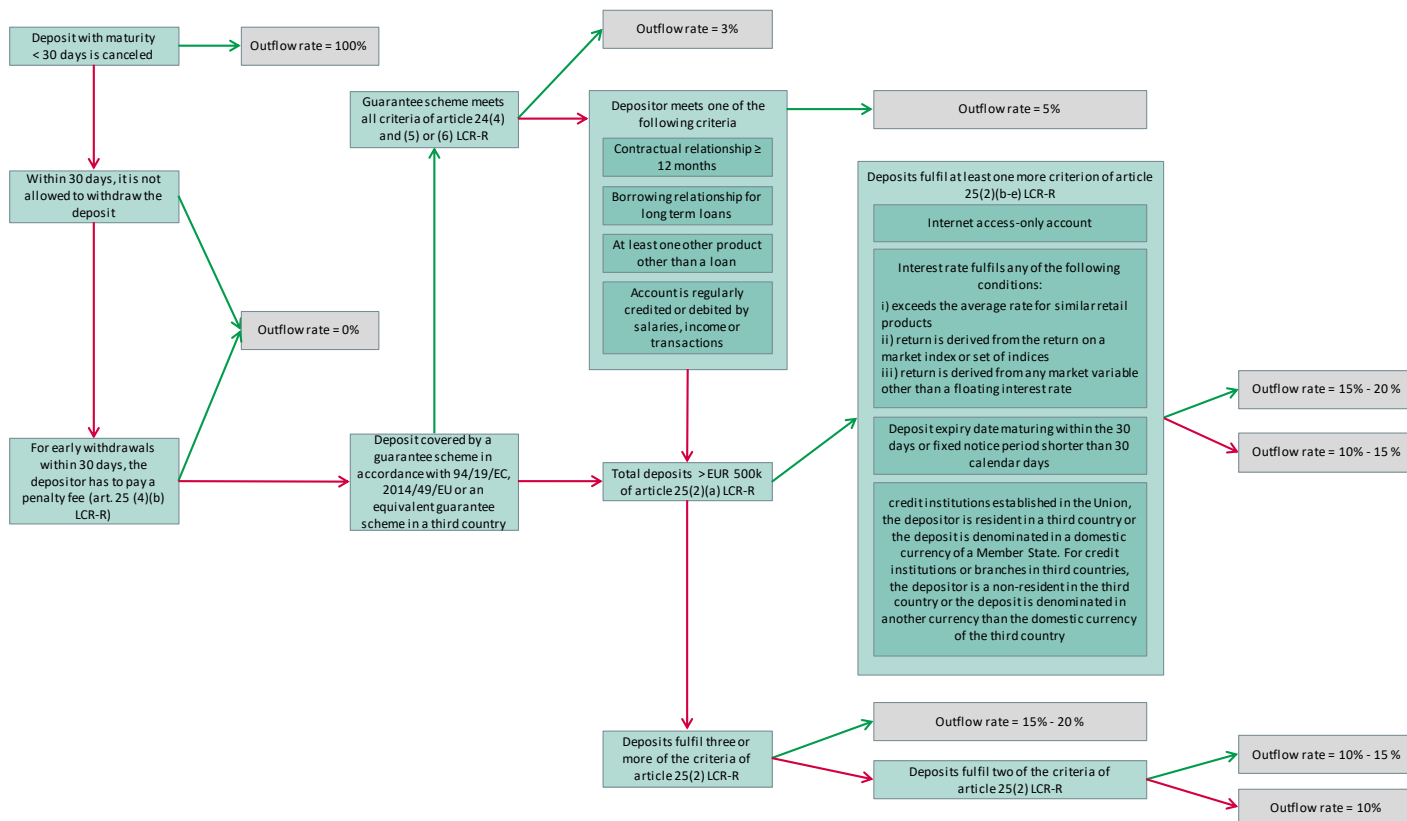 Deposit with maturity
< 30 days is canceled
Outflow rate = 100%
Within 30 days, it is not
allowed to withdraw the
deposit
Outflow rate = 0%
For early withdrawals
within 30 days, the
depositor has to pay a
penalty fee (art. 25 (4)(b)
LCR-R)
Guarantee scheme meets
all criteria of article 24(4)
and (5) or (6) LCR-R
Deposit covered by a
guarantee scheme in
accordance with 94/19/EC,
2014/49/EU or an
equivalent guarantee
scheme in a third country
Outflow rate = 3%
Depositor meets one of the
following criteria
Contractual relationship ≥
12 months
Borrowing relationship for
long term loans
At least one other product
other than a loan
Account is regularly
credited or debited by
salaries, income or
transactions
Total deposits > EUR 500k
of article 25(2)(a) LCR-R
Deposits fulfil three or
more of the criteria of
article 25(2) LCR-R
Outflow rate = 5%
Deposits fulfil at least one more criterion of article
25(2)(b-e) LCR-R
Internet access-only account
Interest rate fulfils any of the following
conditions:
i) exceeds the average rate for similar retail
products
ii) return is derived from the return on a
market index or set of indices
iii) return is derived from any market variable
other than a floating interest rate
Deposit expiry date maturing within the 30
days or fixed notice period shorter than 30
calendar days
credit institutions established in the Union,
the depositor is resident in a third country or
the deposit is denominated in a domestic
currency of a Member State. For credit
institutions or branches in third countries,
the depositor is a non-resident in the third
country or the deposit is denominated in
another currency than the domestic currency
of the third country
Outflow rate = 15% - 20 %
Outflow rate = 10% - 15 %
Outflow rate = 15% - 20 %
Deposits fulfil two of the criteria of
article 25(2) LCR-R
Outflow rate = 10% - 15 %
Outflow rate = 10%